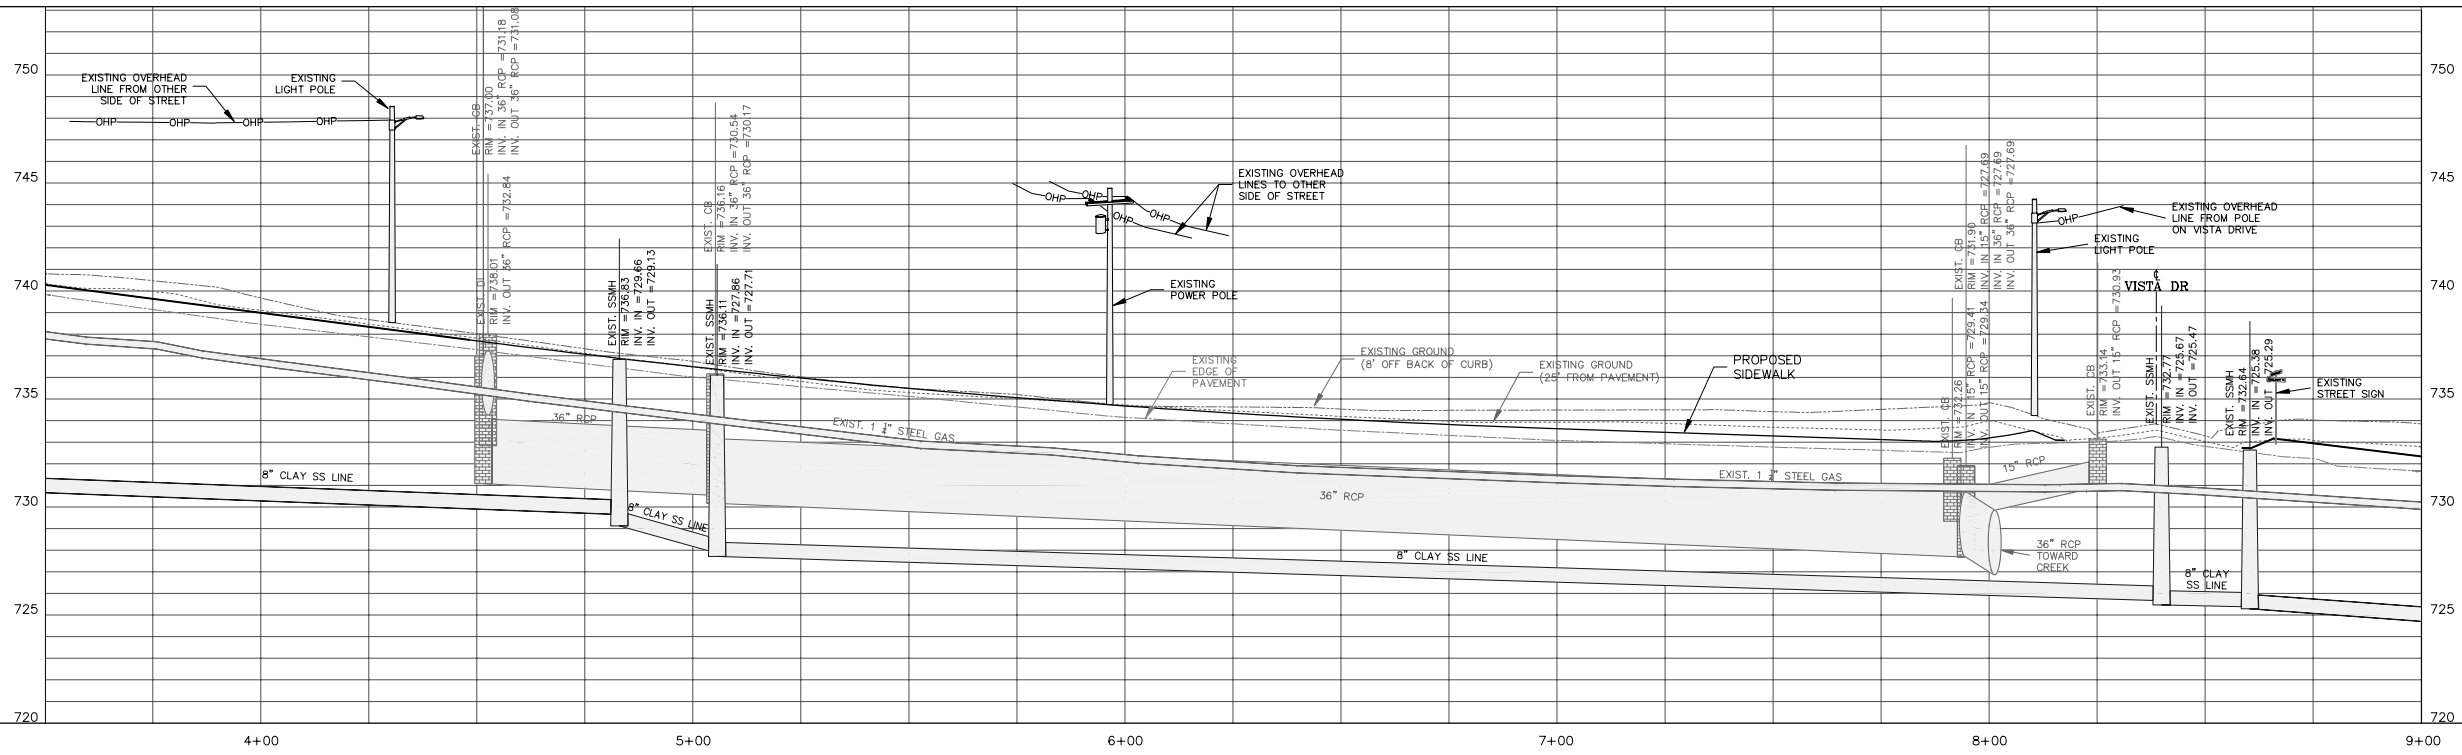 750
745
740
735
730
725
720
EXISTING OVERHEAD
LINE FROM OTHER
SIDE OF STREET
OHP
OHP
OHP
OHP
EXISTING
LIGHT POLE
EXIST. CB
RIM =737.00
INV. IN 36" RCP =731.18
INV. OUT 36" RCP =731.08
EXIST. DI
RIM =738.01
INV. OUT 36" RCP =732.84
EXIST. SSMH
RIM =736.83
INV. IN =729.66
INV. OUT =729.13
EXIST. CB
RIM =736.16
INV. IN 36" RCP =730.54
INV. OUT 36" RCP =730.17
EXIST. SSMH
RIM =736.11
INV. IN =727.86
INV. OUT =727.71
36" RCP
8" CLAY SS LINE
8" CLAY SS LINE
EXIST. 1 1/4" STEEL GAS
OHP
OHP
OHP
OHP
EXISTING OVERHEAD
LINES TO OTHER
SIDE OF STREET
EXISTING
POWER POLE
EXISTING
EDGE OF
PAVEMENT
EXISTING GROUND
(8' OFF BACK OF CURB)
EXISTING GROUND
(25' FROM PAVEMENT)
PROPOSED
SIDEWALK
36" RCP
8" CLAY SS LINE
EXIST. 1 1/4" STEEL GAS
EXIST. CB
RIM =732.26
INV. IN 15" RCP =729.41
INV. OUT 15" RCP =729.34
EXIST. CB
RIM =731.90
INV. IN 15" RCP =727.69
INV. IN 36" RCP =727.69
INV. OUT 36" RCP =727.69
15" RCP
36" RCP
TOWARD
CREEK
OHP
EXISTING OVERHEAD
LINE FROM POLE
ON VISTA DRIVE
EXISTING
LIGHT POLE
EXIST. CB
RIM =733.14
INV. OUT 15" RCP =730.93
VISTA DR
EXIST. SSMH
RIM =732.77
INV. IN =725.67
INV. OUT =725.47
EXIST. SSMH
RIM =732.64
INV. IN =725.38
INV. OUT =725.29
EXISTING
STREET SIGN
8" CLAY
SS LINE
750
745
740
735
730
725
720
4+00
5+00
6+00
7+00
8+00
9+00